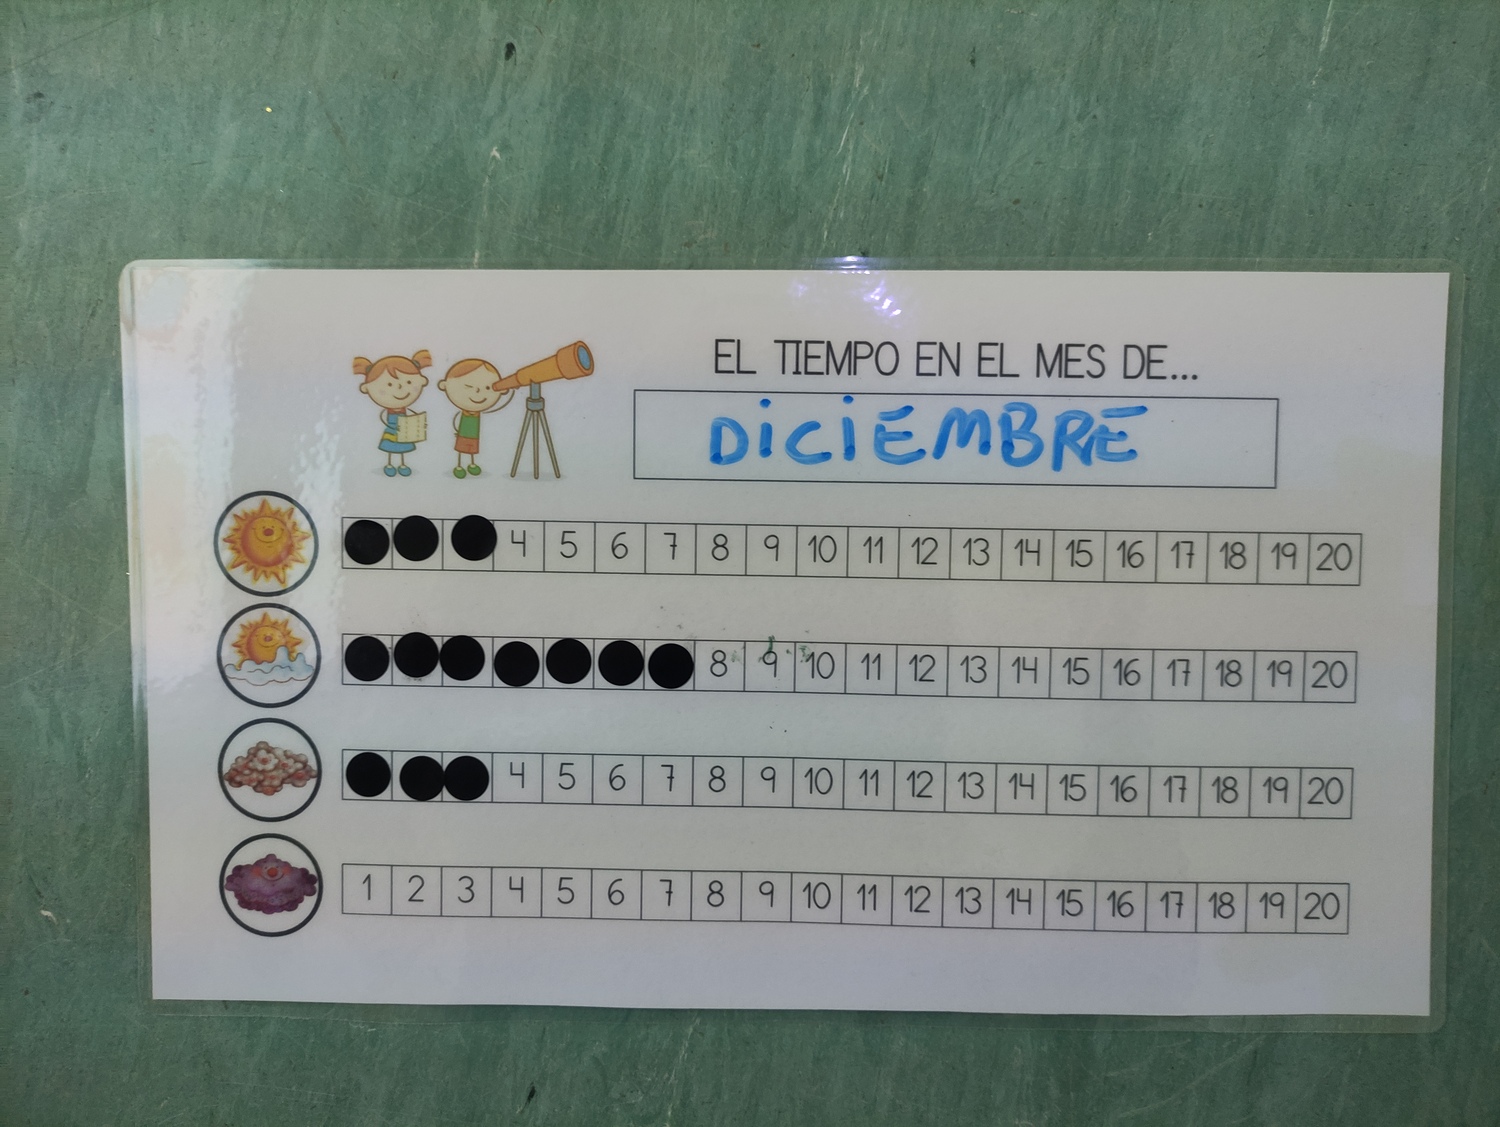 EL TIEMPO EN EL MES DE...
DICIEMBRE
4 5 6 7 8 9 10 11 12 13 14 15 16 17 18 19 20
8 9 10 11 12 13 14 15 16 17 18 19 20
4 5 6 7 8 9 10 11 12 13 14 15 16 17 18 19 20
1 2 3 4 5 6 7 8 9 10 11 12 13 14 15 16 17 18 19 20